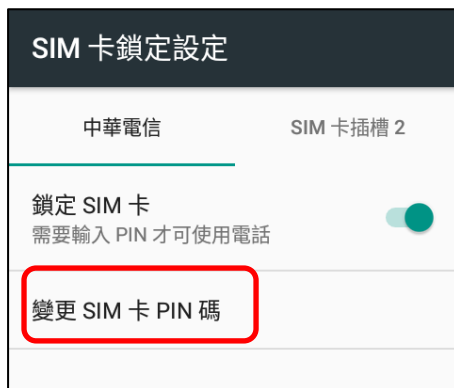 SIM 卡鎖定設定
中華電信
SIM 卡插槽 2
鎖定 SIM 卡
需要輸入 PIN 才可使用電話
變更 SIM 卡 PIN 碼